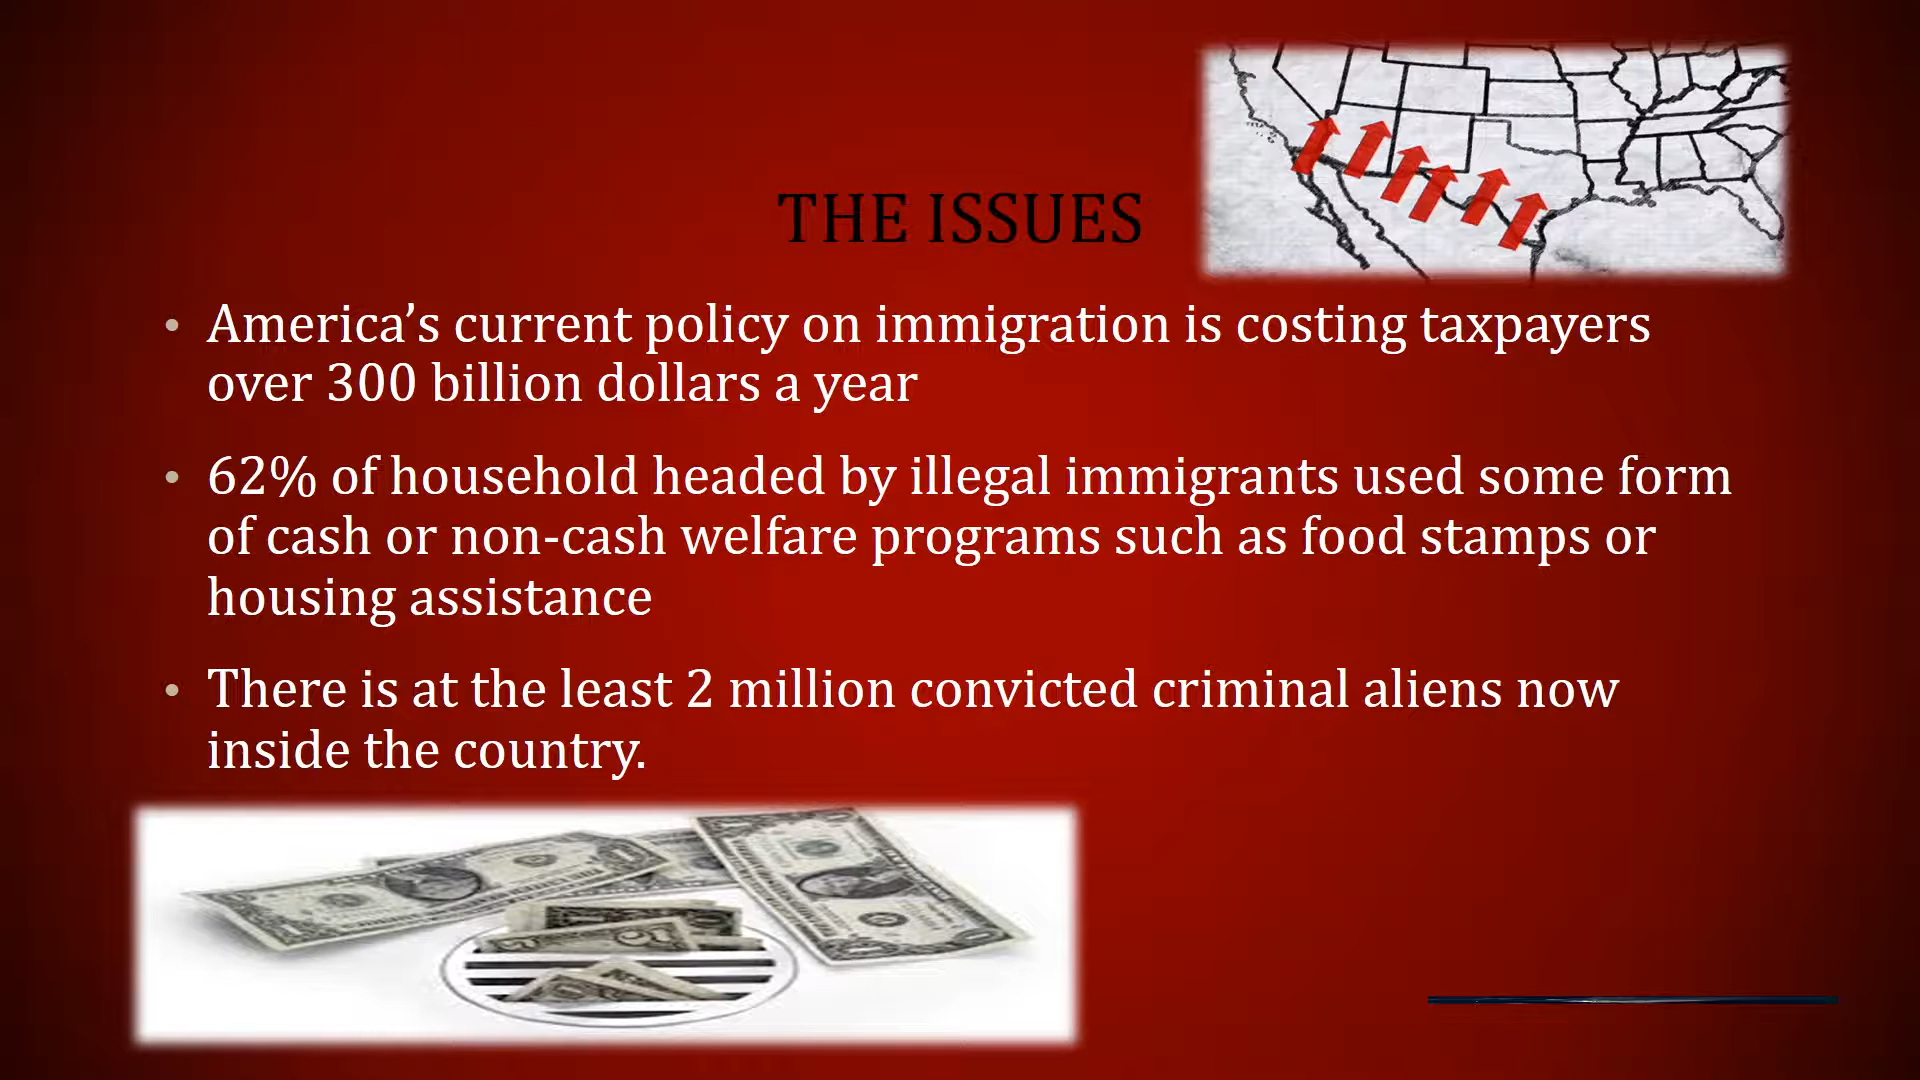 THE ISSUES
• America’s current policy on immigration is costing taxpayers
over 300 billion dollars a year
• 62% of household headed by illegal immigrants used some form
of cash or non-cash welfare programs such as food stamps or
housing assistance
• There is at the least 2 million convicted criminal aliens now
inside the country.